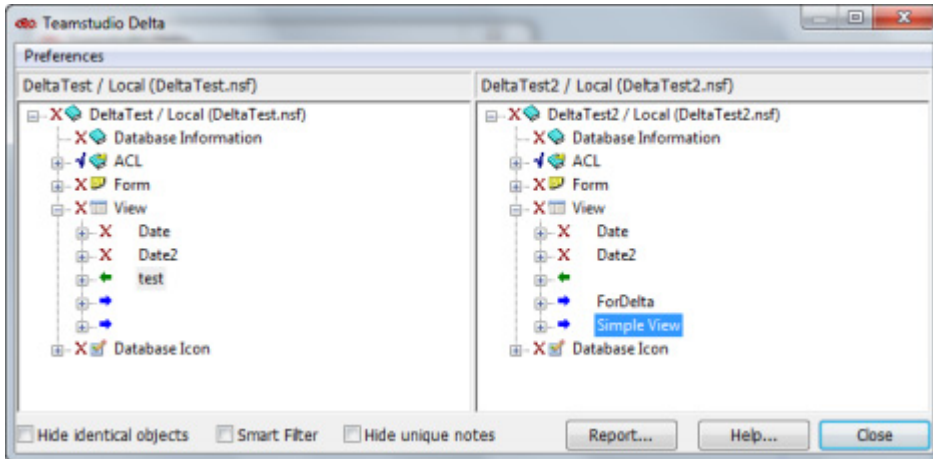 Teamstudio Delta
Preferences
DeltaTest / Local (DeltaTest.nsf)
DeltaTest2 / Local (DeltaTest2.nsf)
DeltaTest / Local (DeltaTest.nsf)
Database Information
ACL
Form
View
Date
Date2
test
Database Icon
DeltaTest2 / Local (DeltaTest2.nsf)
Database Information
ACL
Form
View
Date
Date2
ForDelta
Simple View
Database Icon
Hide identical objects
Smart Filter
Hide unique notes
Report...
Help...
Close